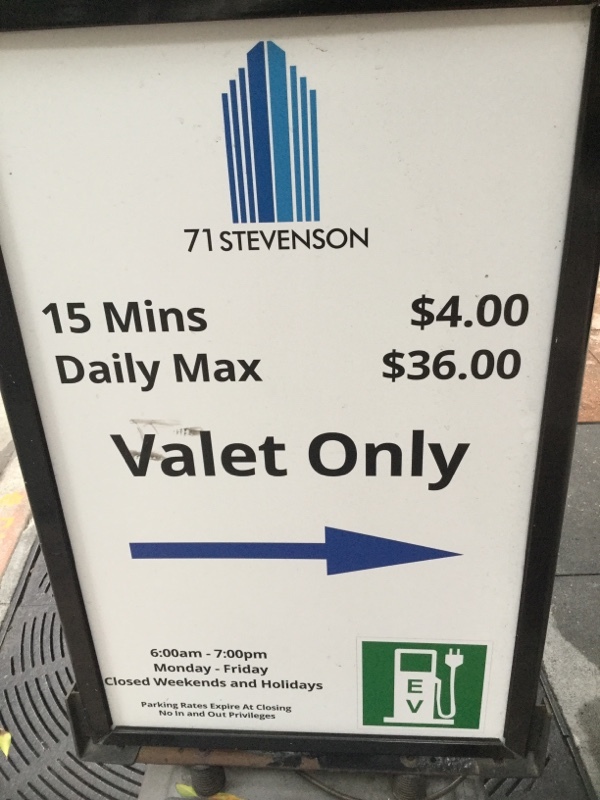 71 STEVENSON
15 Mins $4.00
Daily Max $36.00
Valet Only
6:00am - 7:00pm
Monday - Friday
Closed Weekends and Holidays
Parking Rates Expire At Closing
No In and Out Privileges
E
V